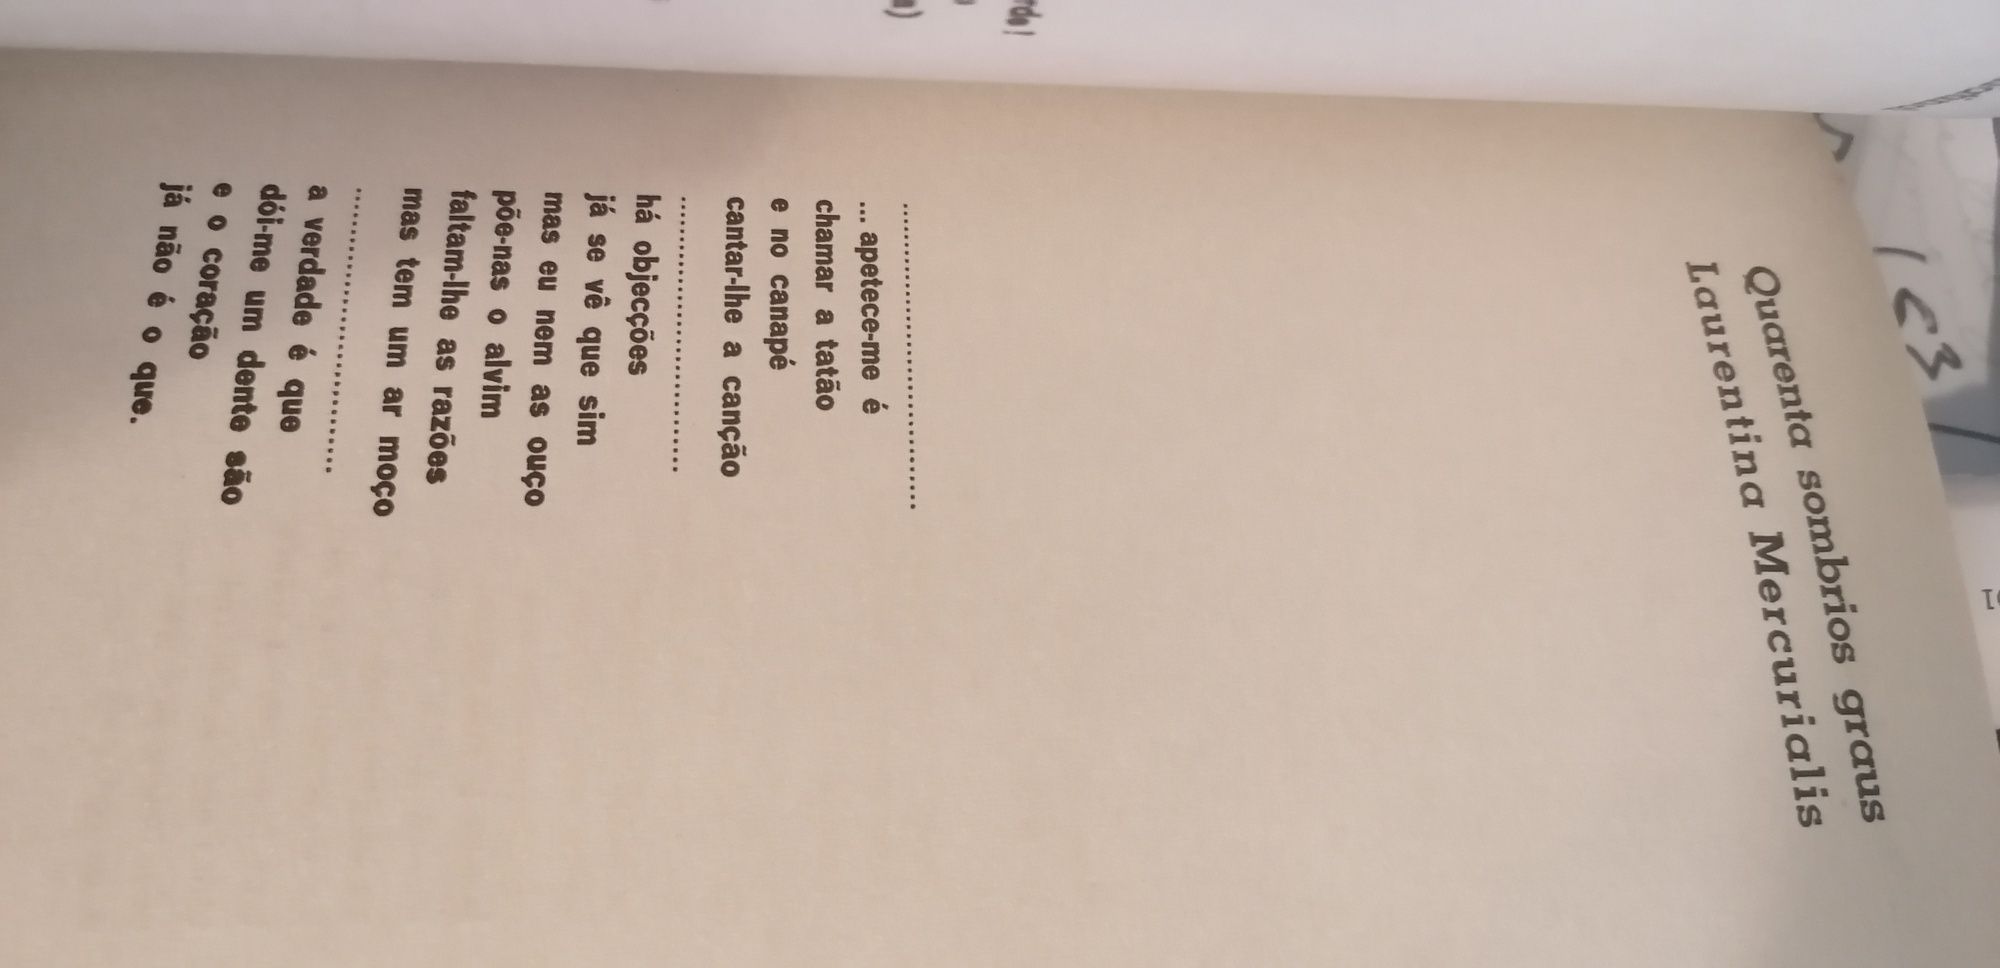 Quarenta sombrios graus
Laurentina Mercurialis
..............................
... apetece-me é
chamar a tatão
e no canapé
cantar-lhe a canção
..............................
há objecções
já se vê que sim
mas eu nem as ouço
põe-nas o alvim
faltam-lhe as razões
mas tem um ar moço
..............................
a verdade é que
dói-me um dente são
e o coração
já não é o que.
163